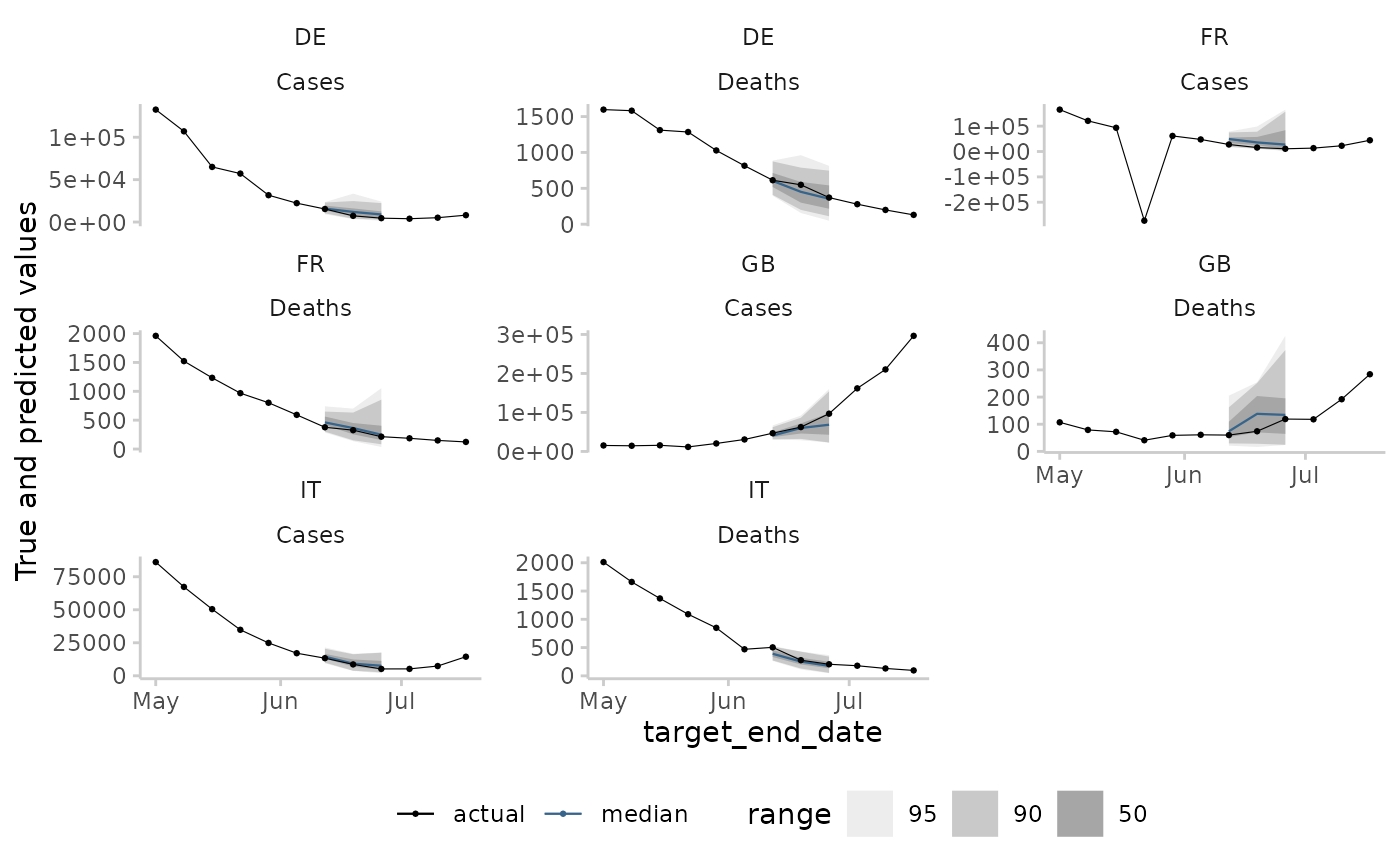 DE
Cases
1e+05
5e+04
0e+00
DE
Deaths
1500
1000
500
0
FR
Cases
1e+05
0e+00
-1e+05
-2e+05
True and predicted values
FR
Deaths
2000
1500
1000
500
0
GB
Cases
3e+05
2e+05
1e+05
0e+00
GB
Deaths
400
300
200
100
0
May Jun Jul
IT
Cases
75000
50000
25000
0
May Jun Jul
IT
Deaths
2000
1500
1000
500
0
May Jun Jul
target_end_date
actual median range 95 90 50